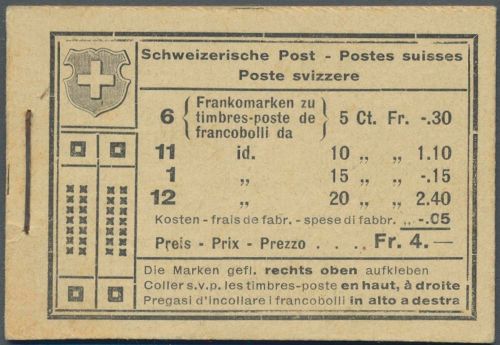 Schweizerische Post - Postes suisses
Poste svizzere
6 { Frankomarken zu timbres-poste de francobolli da } 5 Ct. Fr. -.30
11 id. 10 „ „ 1.10
1 „ 15 „ „ -.15
12 „ 20 „ „ 2.40
Kosten - frais de fabr. - spese di fabbr. „ -.05
Preis - Prix - Prezzo . . . . Fr. 4.—
Die Marken gefl. rechts oben aufkleben
Coller s.v.p. les timbres-poste en haut, à droite
Pregasi d'incollare i francobolli in alto a destra